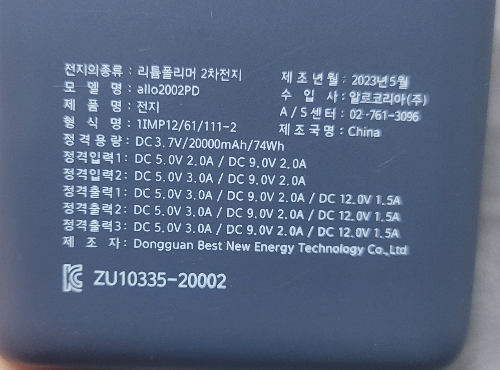 전지의종류 : 리튬폴리머 2차전지
모 델 명 : allo2002PD
제 품 명 : 전지
형 식 명 : 1IMP12/61/111-2
정격용량 : DC3.7V/20000mAh/74Wh
정격입력1: DC 5.0V 2.0A / DC 9.0V 2.0A
정격입력2: DC 5.0V 3.0A / DC 9.0V 2.0A
정격출력1: DC 5.0V 3.0A / DC 9.0V 2.0A / DC 12.0V 1.5A
정격출력2: DC 5.0V 3.0A / DC 9.0V 2.0A / DC 12.0V 1.5A
정격출력3: DC 5.0V 3.0A / DC 9.0V 2.0A / DC 12.0V 1.5A
제 조 자 : Dongguan Best New Energy Technology Co.,Ltd
제조년월 : 2023년5월
수 입 사 : 알로코리아(주)
A/S센터 : 02-761-3096
제조국명 : China
KC ZU10335-20002